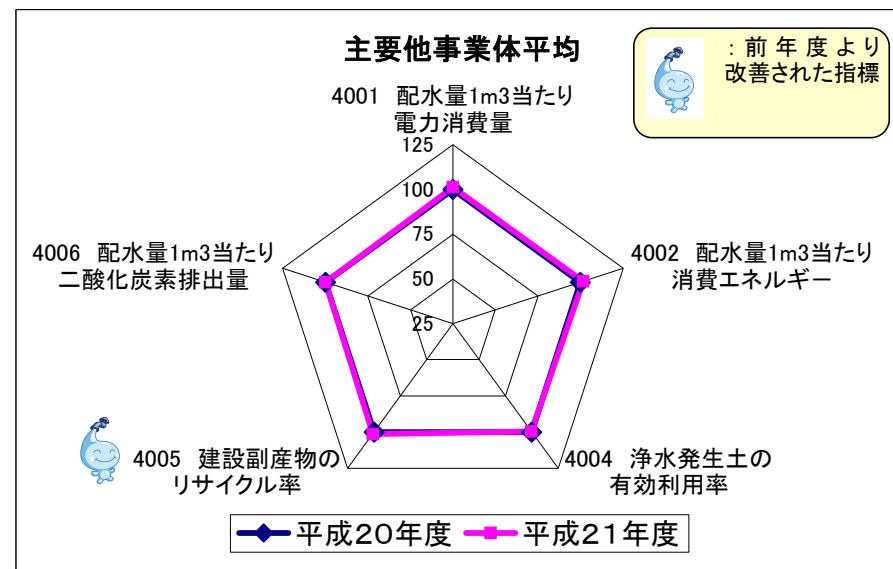 主要他事業体平均
:前年度より
改善された指標
4001 配水量1m3当たり
電力消費量
125
100
75
50
25
4002 配水量1m3当たり
消費エネルギー
4006 配水量1m3当たり
二酸化炭素排出量
4005 建設副産物の
リサイクル率
4004 浄水発生土の
有効利用率
平成20年度 平成21年度